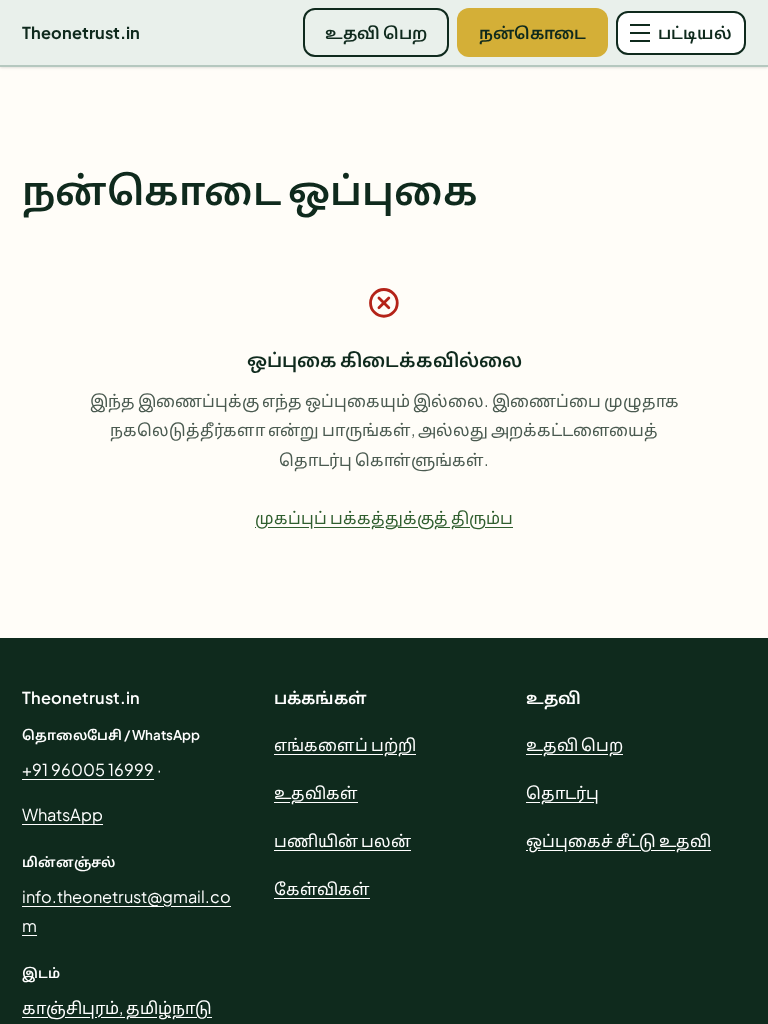 Theonetrust.in
உதவி பெற
நன்கொடை
பட்டியல்
நன்கொடை ஒப்புகை
ஒப்புகை கிடைக்கவில்லை
இந்த இணைப்புக்கு எந்த ஒப்புகையும் இல்லை. இணைப்பை முழுதாக
நகலெடுத்தீர்களா என்று பாருங்கள், அல்லது அறக்கட்டளையைத்
தொடர்பு கொள்ளுங்கள்.
முகப்புப் பக்கத்துக்குத் திரும்ப
Theonetrust.in
தொலைபேசி / WhatsApp
+91 96005 16999 ·
WhatsApp
மின்னஞ்சல்
info.theonetrust@gmail.co
m
இடம்
காஞ்சிபுரம், தமிழ்நாடு
பக்கங்கள்
எங்களைப் பற்றி
உதவிகள்
பணியின் பலன்
கேள்விகள்
உதவி
உதவி பெற
தொடர்பு
ஒப்புகைச் சீட்டு உதவி